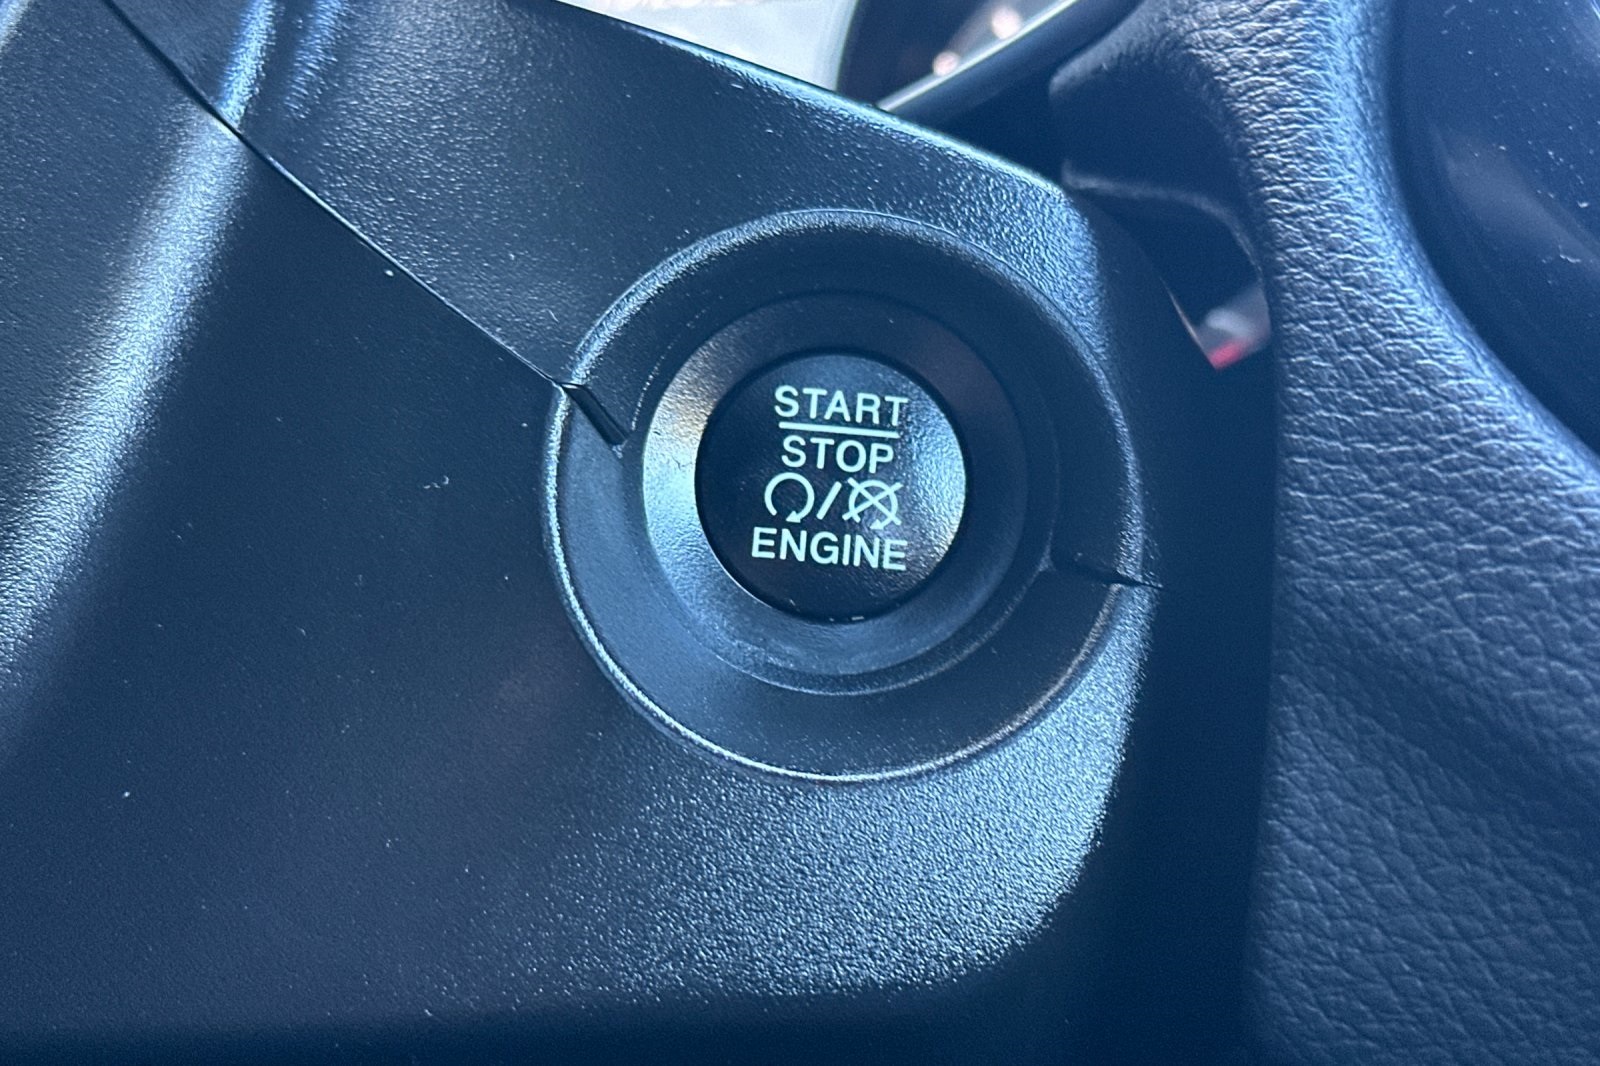 START
STOP
/
ENGINE